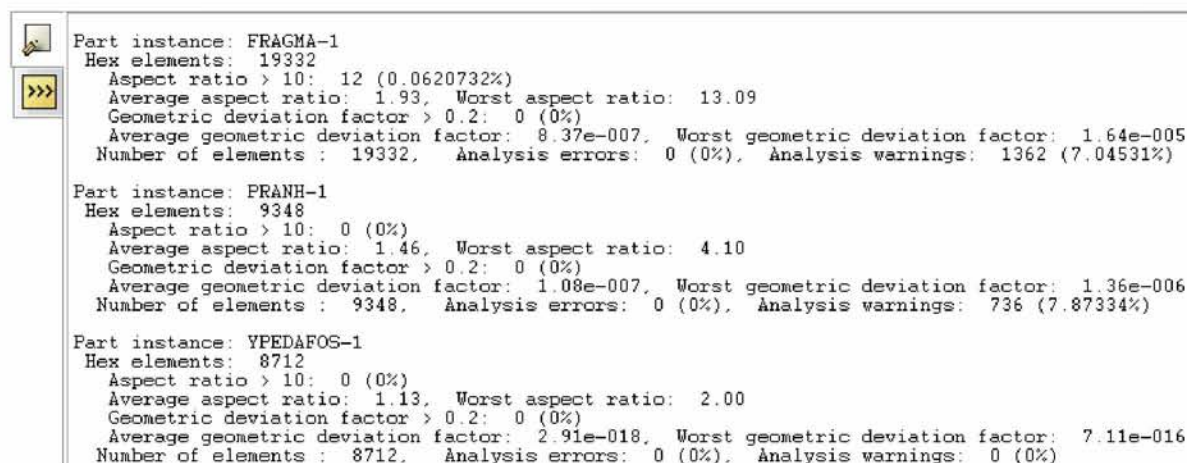 >>>
Part instance: FRAGMA-1
Hex elements:  19332
Aspect ratio > 10:  12 (0.0620732%)
Average aspect ratio:  1.93,  Worst aspect ratio:  13.09
Geometric deviation factor > 0.2:  0 (0%)
Average geometric deviation factor:  8.37e-007,  Worst geometric deviation factor:  1.64e-005
Number of elements :  19332,   Analysis errors:  0 (0%),  Analysis warnings:  1362 (7.04531%)
Part instance: PRANH-1
Hex elements:  9348
Aspect ratio > 10:  0 (0%)
Average aspect ratio:  1.46,  Worst aspect ratio:  4.10
Geometric deviation factor > 0.2:  0 (0%)
Average geometric deviation factor:  1.08e-007,  Worst geometric deviation factor:  1.36e-006
Number of elements :  9348,   Analysis errors:  0 (0%),  Analysis warnings:  736 (7.87334%)
Part instance: YPEDAFOS-1
Hex elements:  8712
Aspect ratio > 10:  0 (0%)
Average aspect ratio:  1.13,  Worst aspect ratio:  2.00
Geometric deviation factor > 0.2:  0 (0%)
Average geometric deviation factor:  2.91e-018,  Worst geometric deviation factor:  7.11e-016
Number of elements :  8712,   Analysis errors:  0 (0%),  Analysis warnings:  0 (0%)